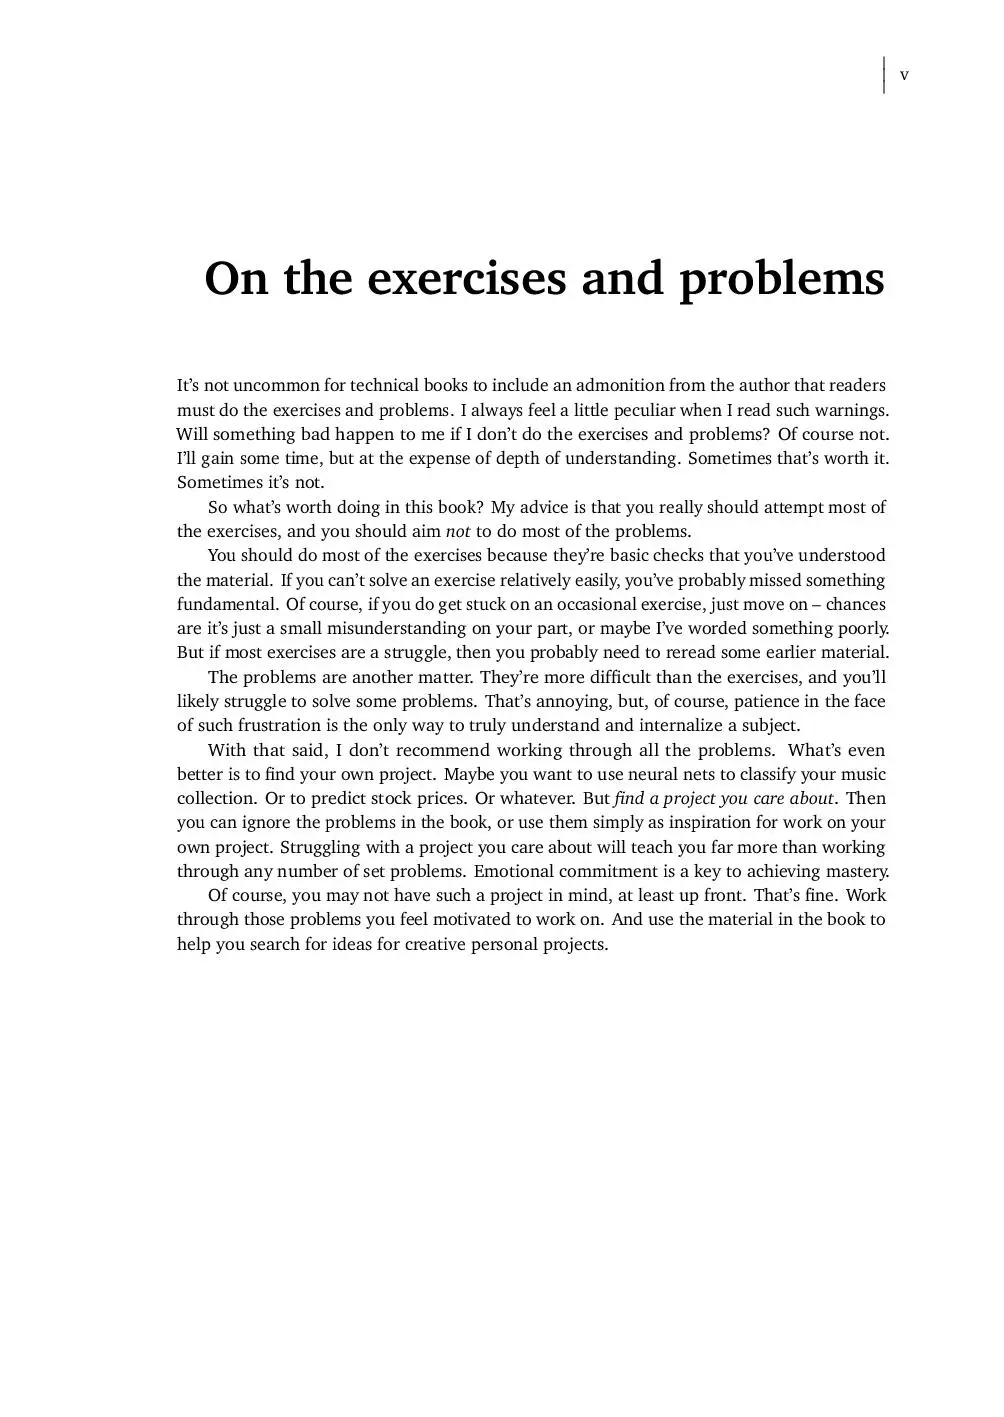 v
On the exercises and problems
It’s not uncommon for technical books to include an admonition from the author that readers
must do the exercises and problems. I always feel a little peculiar when I read such warnings.
Will something bad happen to me if I don’t do the exercises and problems? Of course not.
I’ll gain some time, but at the expense of depth of understanding. Sometimes that’s worth it.
Sometimes it’s not.
So what’s worth doing in this book? My advice is that you really should attempt most of
the exercises, and you should aim not to do most of the problems.
You should do most of the exercises because they’re basic checks that you’ve understood
the material. If you can’t solve an exercise relatively easily, you’ve probably missed something
fundamental. Of course, if you do get stuck on an occasional exercise, just move on – chances
are it’s just a small misunderstanding on your part, or maybe I’ve worded something poorly.
But if most exercises are a struggle, then you probably need to reread some earlier material.
The problems are another matter. They’re more difficult than the exercises, and you’ll
likely struggle to solve some problems. That’s annoying, but, of course, patience in the face
of such frustration is the only way to truly understand and internalize a subject.
With that said, I don’t recommend working through all the problems. What’s even
better is to find your own project. Maybe you want to use neural nets to classify your music
collection. Or to predict stock prices. Or whatever. But find a project you care about. Then
you can ignore the problems in the book, or use them simply as inspiration for work on your
own project. Struggling with a project you care about will teach you far more than working
through any number of set problems. Emotional commitment is a key to achieving mastery.
Of course, you may not have such a project in mind, at least up front. That’s fine. Work
through those problems you feel motivated to work on. And use the material in the book to
help you search for ideas for creative personal projects.